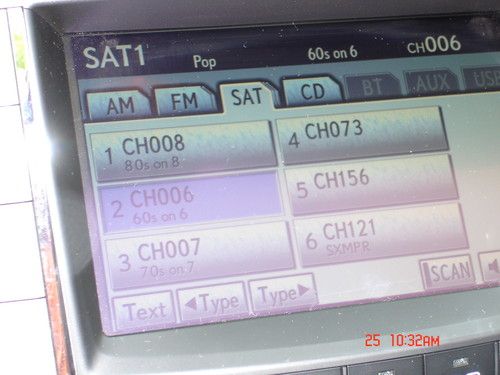 SAT1 Pop 60s on 6 CH006
AM FM SAT CD BT AUX USB
1 CH008
80s on 8
2 CH006
60s on 6
3 CH007
70s on 7
4 CH073
5 CH156
6 CH121
SXMPR
SCAN
Text ◀Type Type▶
25 10:32AM